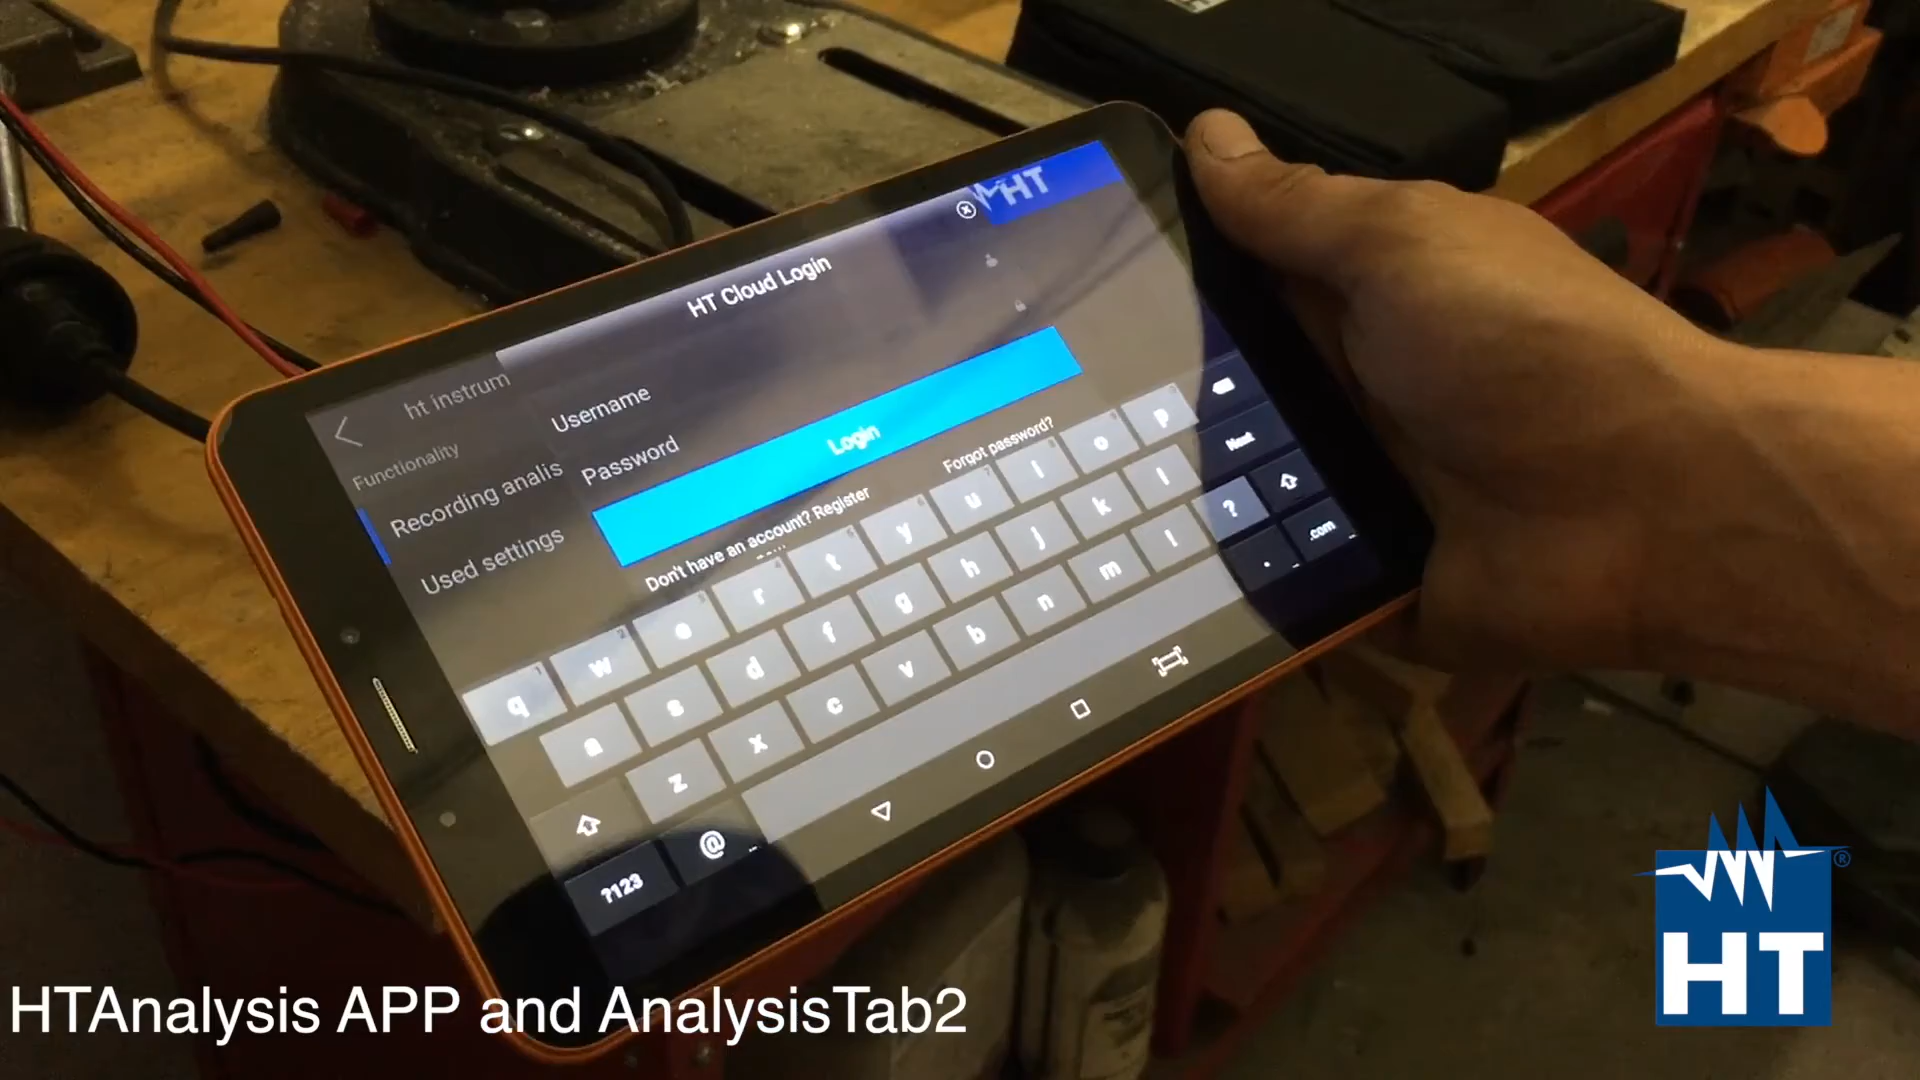 HT
HT Cloud Login
ht instrum
Functionality
Recording analis
Used settings
Username
Password
Login
Forgot password?
Don't have an account? Register
q w e r t y u i o p
a s d f g h j k l
Next
z x c v b n m ! ?
?123
@
.
.com
HTAnalysis APP and AnalysisTab2
HT
®